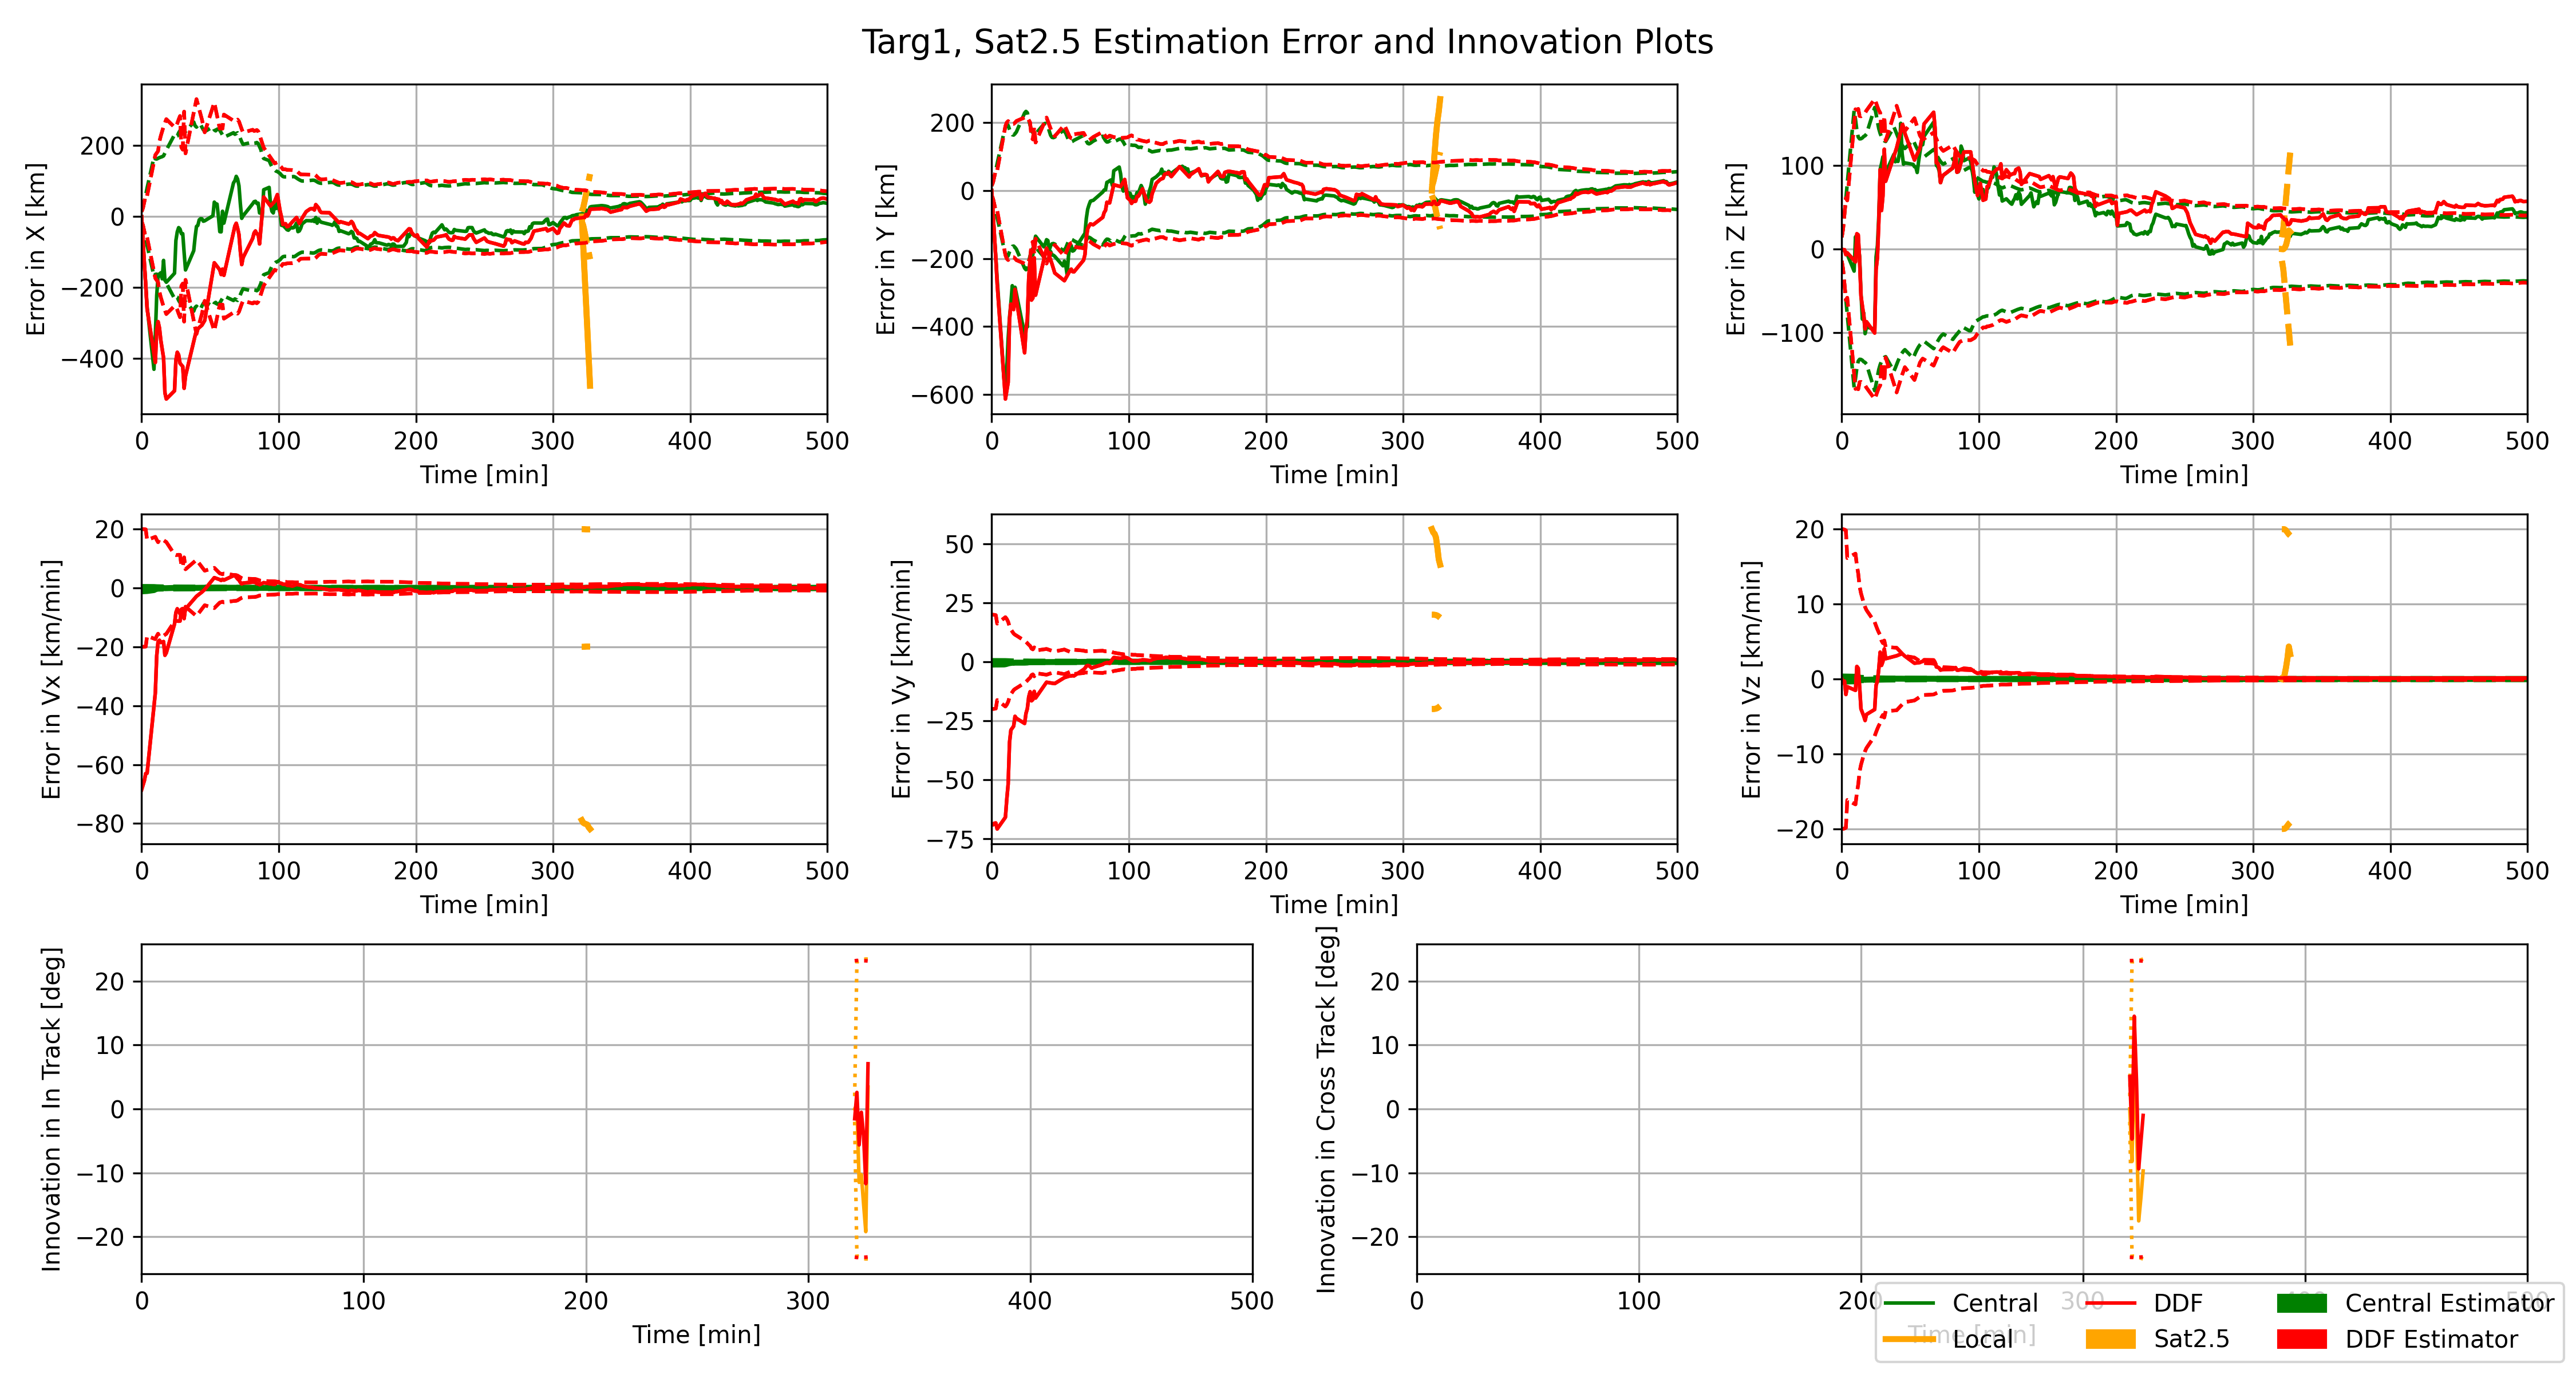 Targ1, Sat2.5 Estimation Error and Innovation Plots
Error in X [km]
200
0
−200
−400
0 100 200 300 400 500
Time [min]
Error in Y [km]
200
0
−200
−400
−600
0 100 200 300 400 500
Time [min]
Error in Z [km]
100
0
−100
0 100 200 300 400 500
Time [min]
Error in Vx [km/min]
20
0
−20
−40
−60
−80
0 100 200 300 400 500
Time [min]
Error in Vy [km/min]
50
25
0
−25
−50
−75
0 100 200 300 400 500
Time [min]
Error in Vz [km/min]
20
10
0
−10
−20
0 100 200 300 400 500
Time [min]
Innovation in In Track [deg]
20
10
0
−10
−20
0 100 200 300 400 500
Time [min]
Innovation in Cross Track [deg]
20
10
0
−10
−20
0 100 200 300 400 500
Time [min]
Central DDF Central Estimator
Local Sat2.5 DDF Estimator